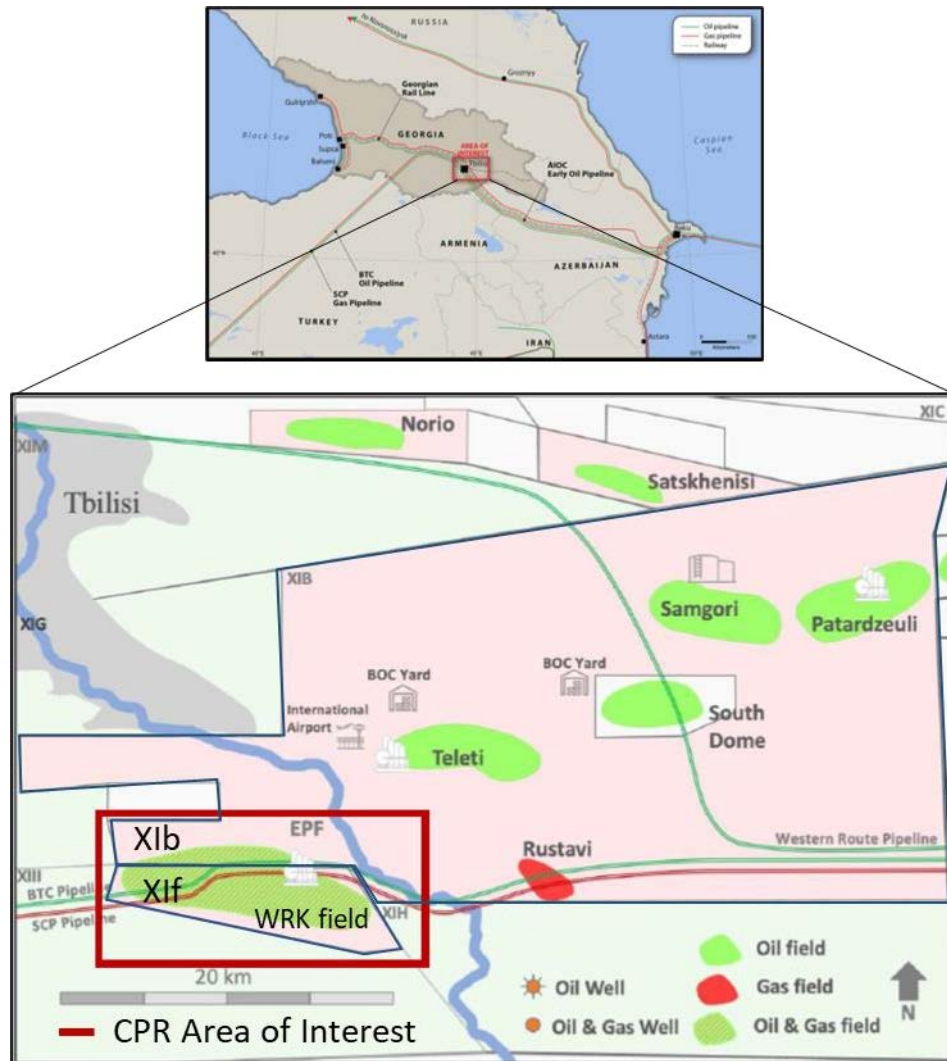 RUSSIA
to Novorossiysk
Oil pipeline
Gas pipeline
Railway
Groznyy
Georgian
Rail Line
Black Sea
Poti
Supsa
Batumi
GEORGIA
AREA OF
INTEREST
Tbilisi
AIOC
Early Oil Pipeline
Caspian
Sea
ARMENIA
AZERBAIJAN
BTC
Oil Pipeline
SCP
Gas Pipeline
TURKEY
IRAN
Astara
Kilometers
XIC
Norio
XIM
Satskhenisi
Tbilisi
XIB
XIG
Samgori
Patardzeuli
BOC Yard
BOC Yard
International
Airport
South
Dome
Teleti
EPF
XIb
Rustavi
Western Route Pipeline
XIII
BTC Pipeline
XIf
XIH
SCP Pipeline
WRK field
20 km
Oil field
Oil Well
Gas field
Oil & Gas Well
Oil & Gas field
N
CPR Area of Interest